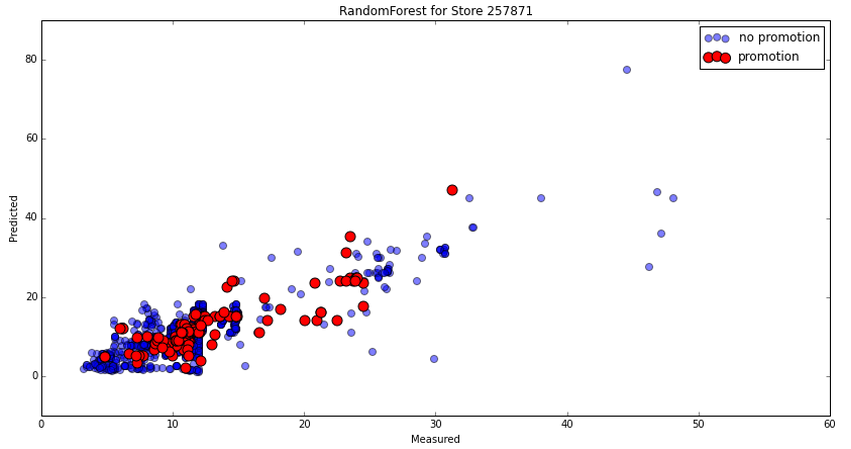 RandomForest for Store 257871
no promotion
promotion
80
60
40
20
0
Predicted
0 10 20 30 40 50 60
Measured